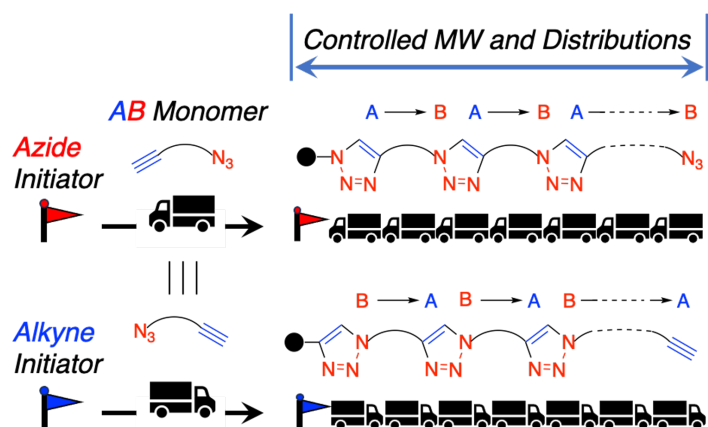 Controlled MW and Distributions
AB Monomer
A B A B A B
Azide
Initiator
N3
N N N N3
N=N N=N N=N
B A B A B A
Alkyne
Initiator
N3
N N N
N=N N=N N=N